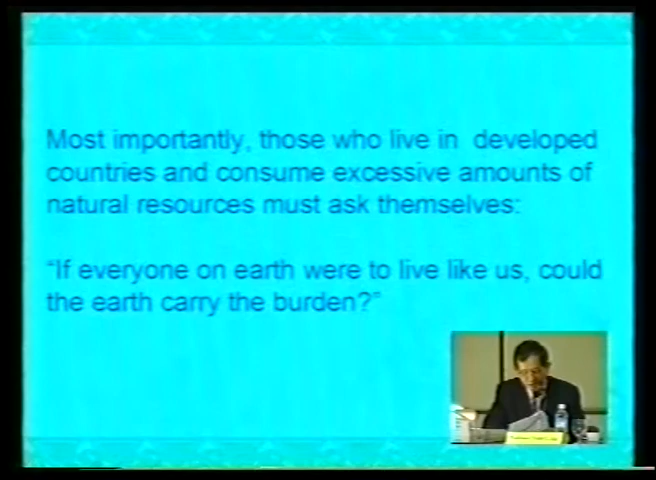 Most importantly, those who live in developed
countries and consume excessive amounts of
natural resources must ask themselves:
“If everyone on earth were to live like us, could
the earth carry the burden?”